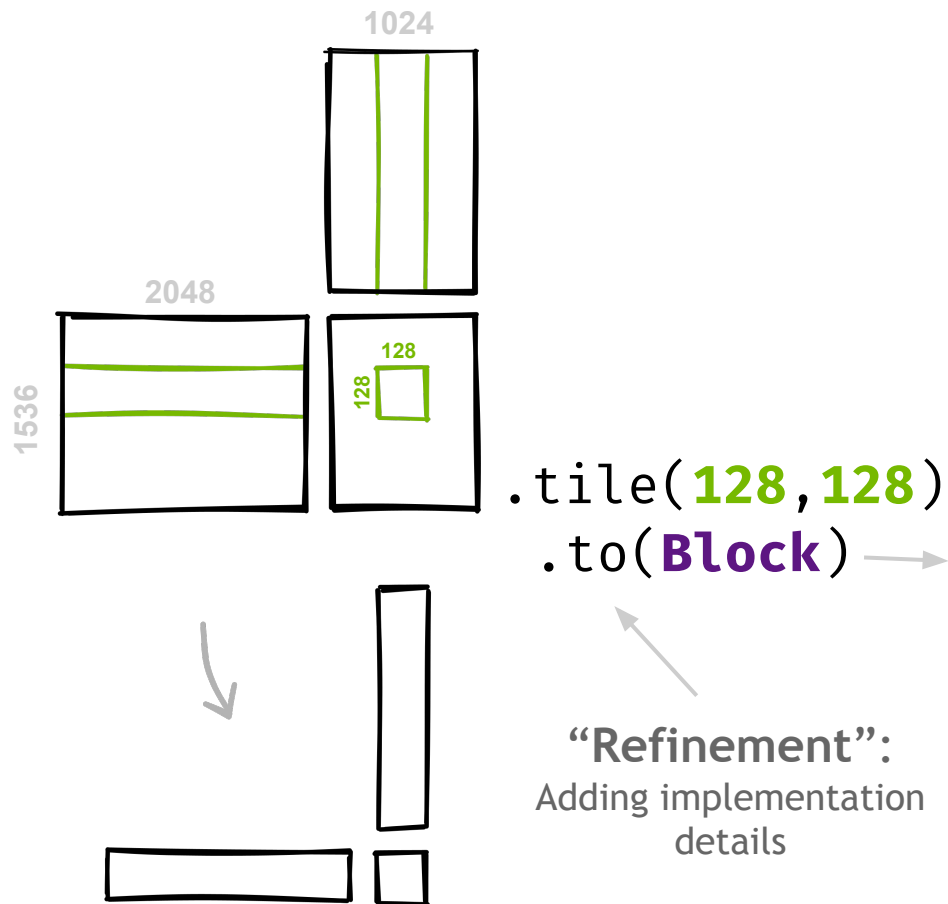 1024
2048
1536
128
128
.tile(128,128)
.to(Block)
“Refinement”:
Adding implementation
details